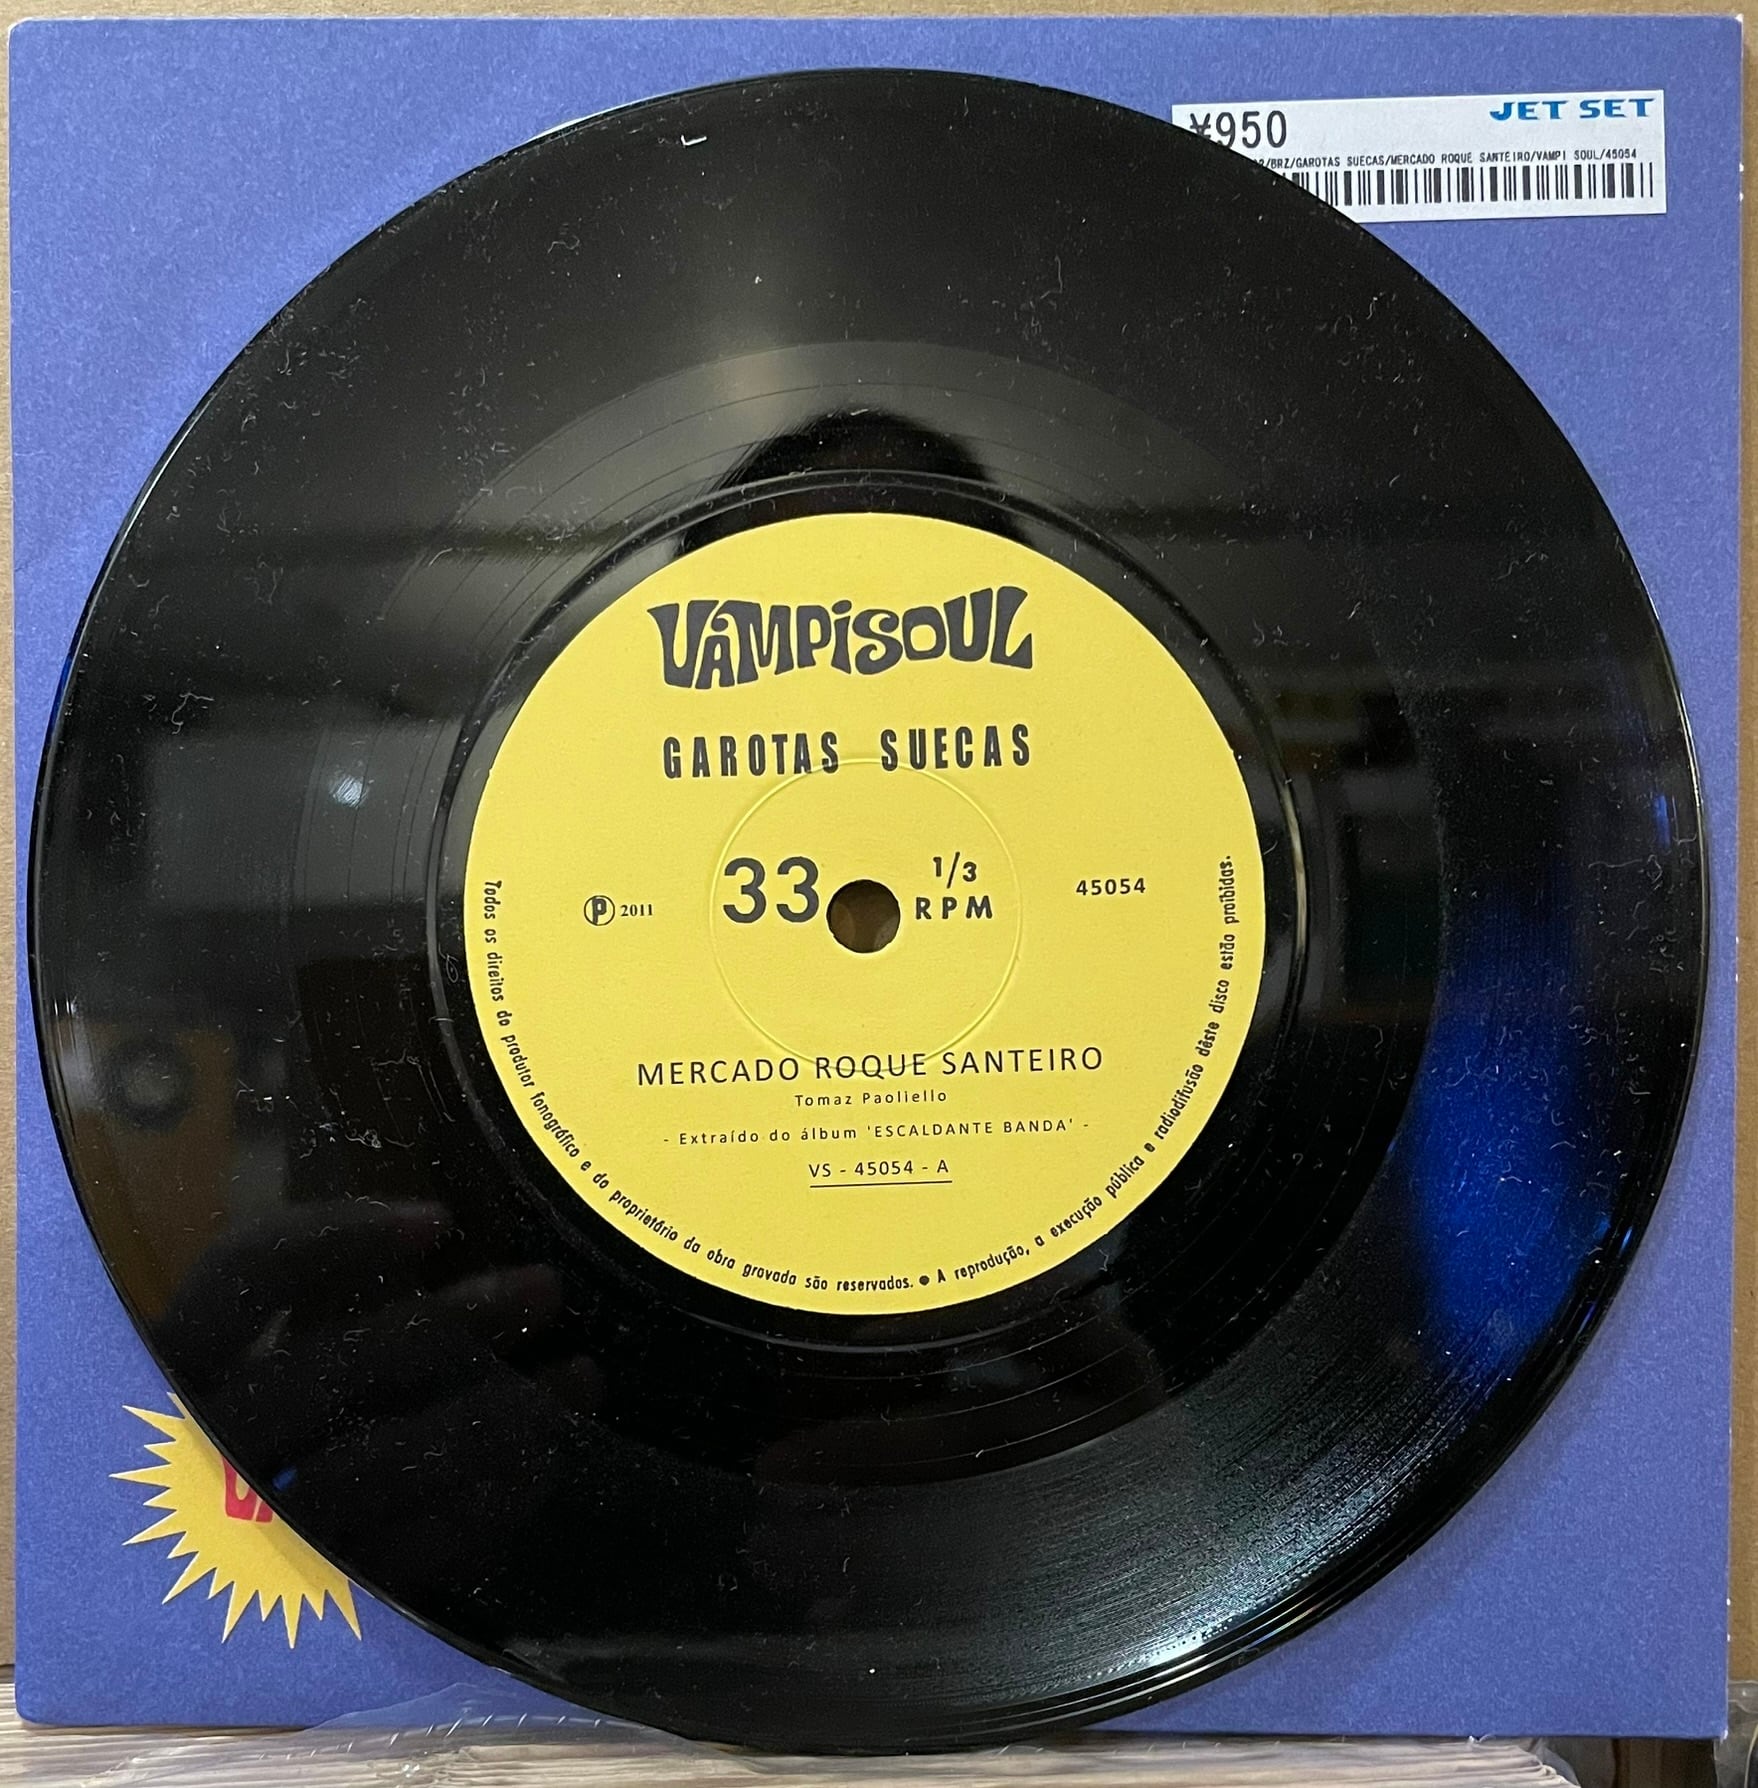 JET SET
¥950
/BRZ/GAROTAS SUECAS/MERCADO ROQUE SANTEIRO/VAMPI SOUL/45054
VAMPiSOUL
GAROTAS SUECAS
33 1/3
RPM
℗ 2011
45054
MERCADO ROQUE SANTEIRO
Tomaz Paoliello
- Extraído do álbum 'ESCALDANTE BANDA' -
VS - 45054 - A
Todos os direitos do produtor fonográfico e do proprietário da obra gravada são reservados. ● A reprodução, a execução pública e radiodifusão dêste disco estão proibidas.